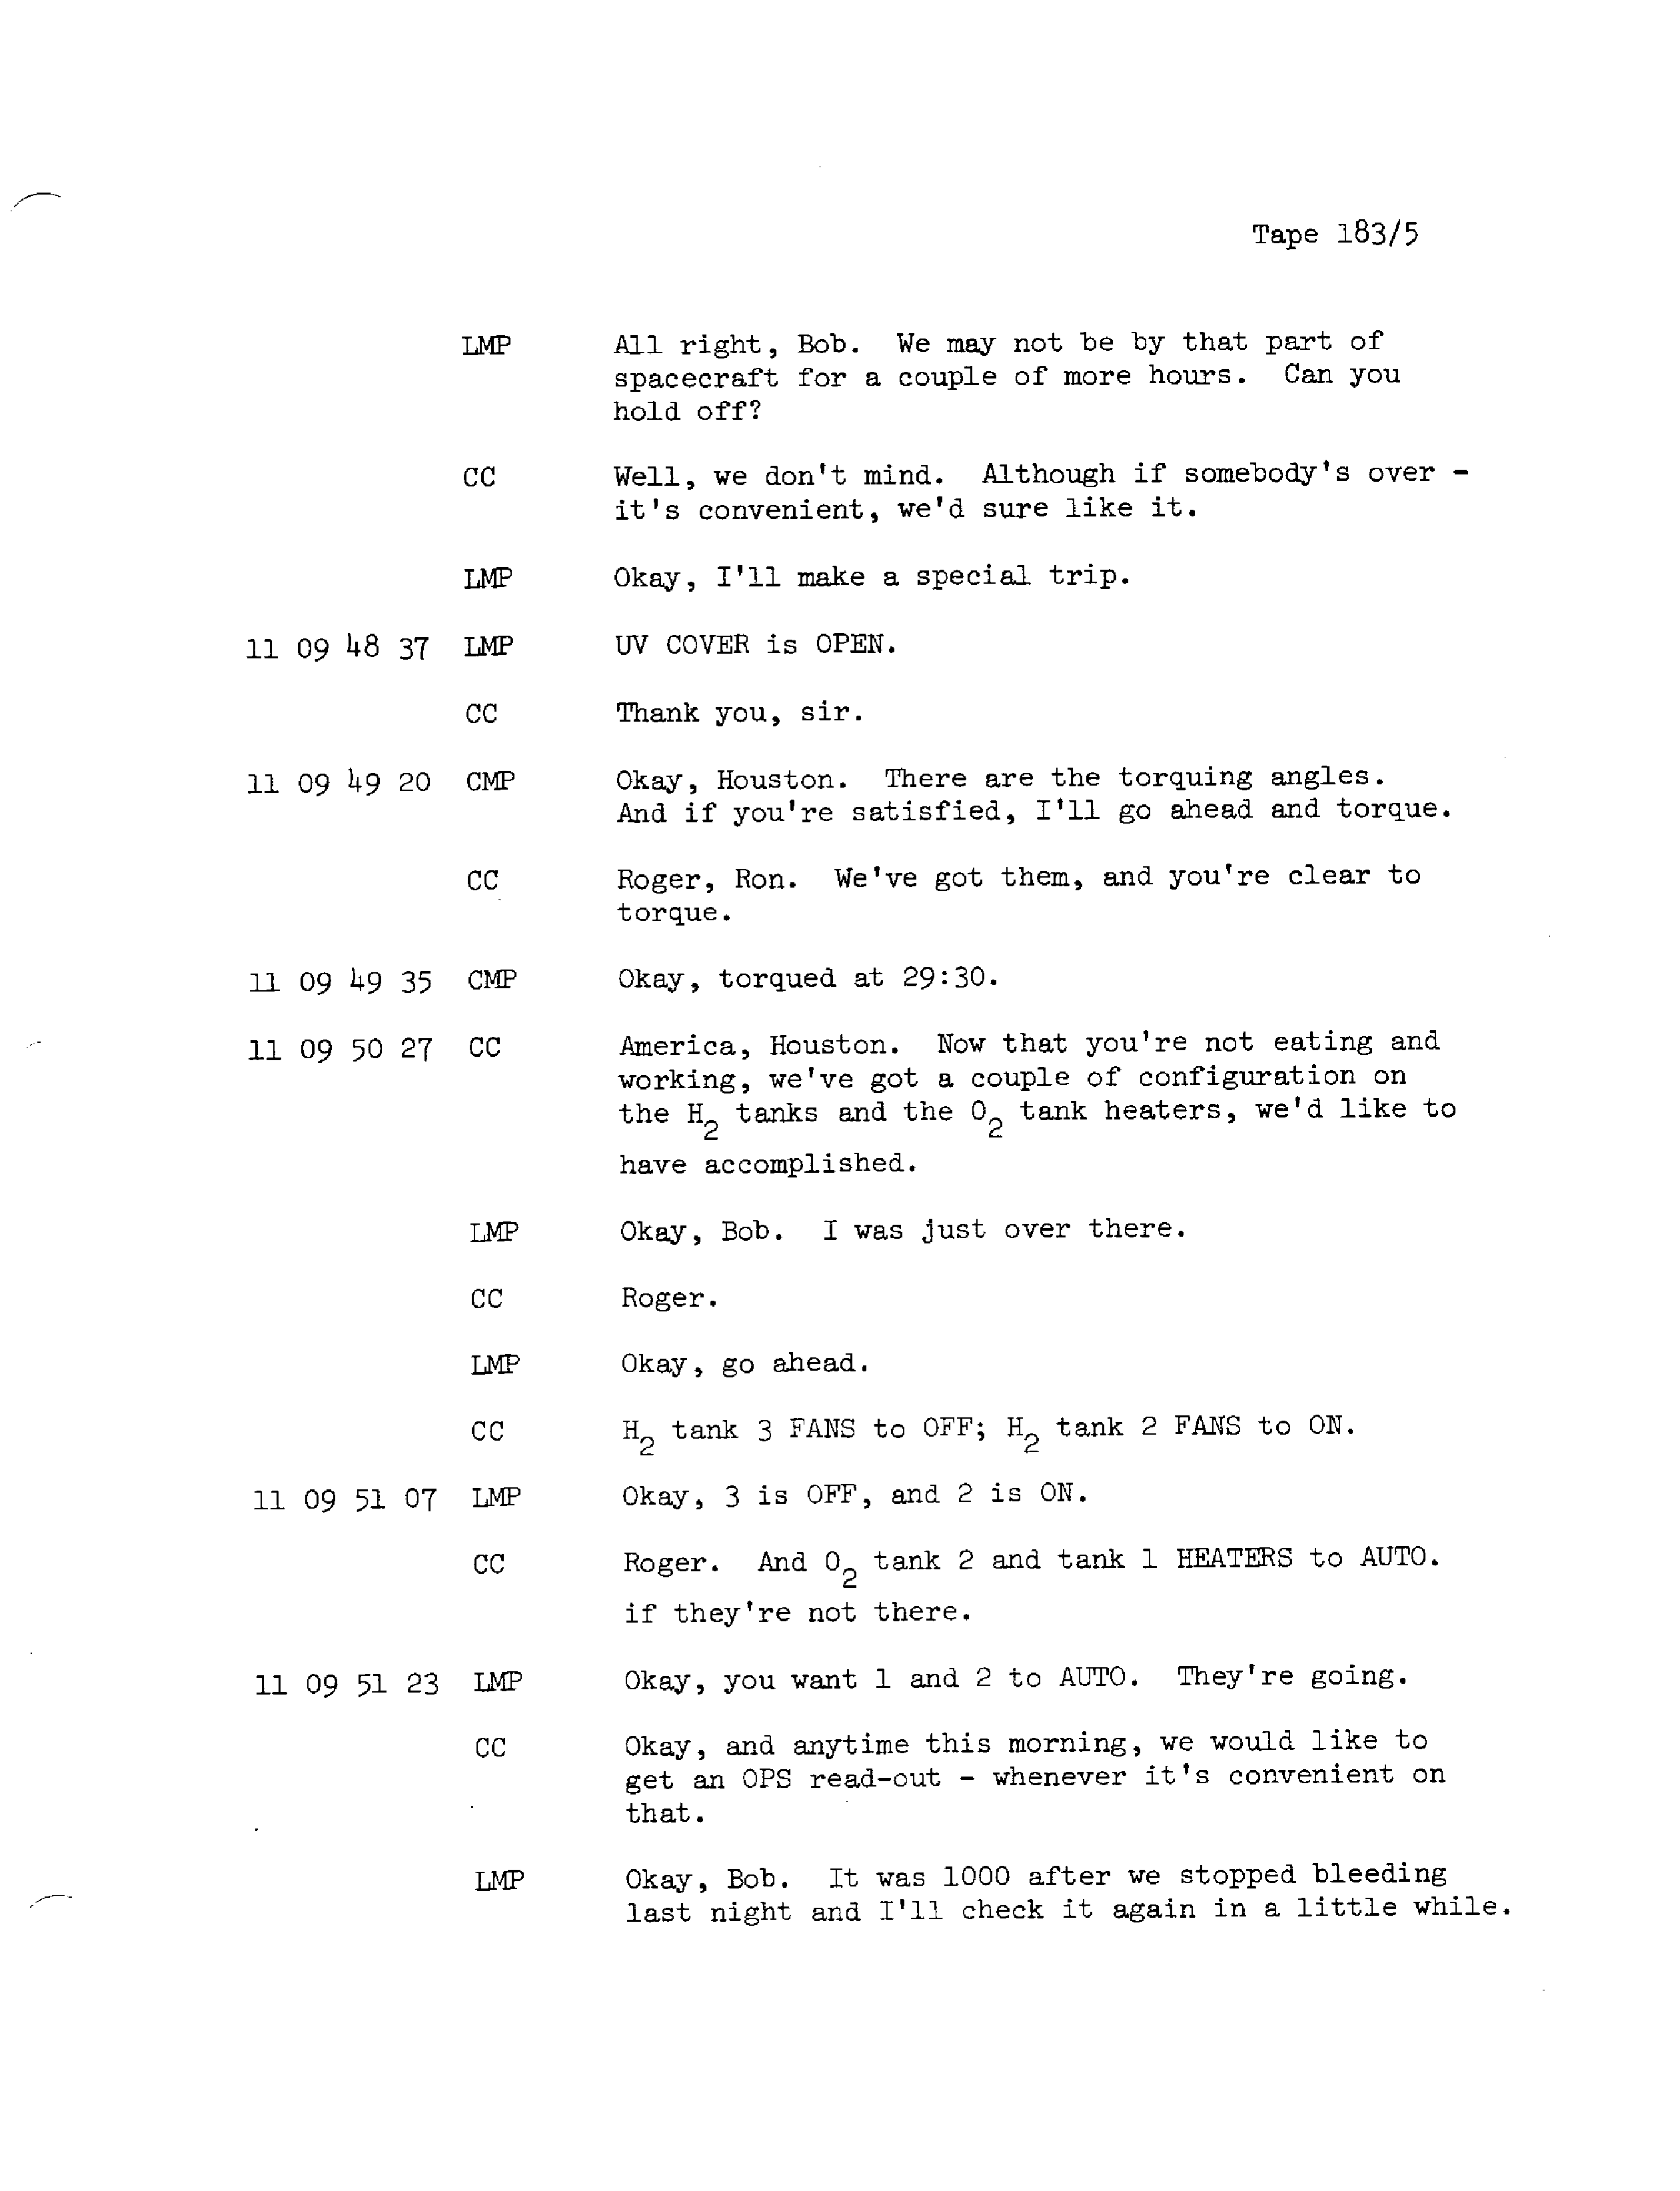 Tape 183/5
LMP All right, Bob. We may not be by that part of
spacecraft for a couple of more hours. Can you
hold off?
CC Well, we don't mind. Although if somebody's over -
it's convenient, we'd sure like it.
LMP Okay, I'll make a special trip.
11 09 48 37 LMP UV COVER is OPEN.
CC Thank you, sir.
11 09 49 20 CMP Okay, Houston. There are the torquing angles.
And if you're satisfied, I'll go ahead and torque.
CC Roger, Ron. We've got them, and you're clear to
torque.
11 09 49 35 CMP Okay, torqued at 29:30.
11 09 50 27 CC America, Houston. Now that you're not eating and
working, we've got a couple of configuration on
the H2 tanks and the O2 tank heaters, we'd like to
have accomplished.
LMP Okay, Bob. I was just over there.
CC Roger.
LMP Okay, go ahead.
CC H2 tank 3 FANS to OFF; H2 tank 2 FANS to ON.
11 09 51 07 LMP Okay, 3 is OFF, and 2 is ON.
CC Roger. And O2 tank 2 and tank 1 HEATERS to AUTO.
if they're not there.
11 09 51 23 LMP Okay, you want 1 and 2 to AUTO. They're going.
CC Okay, and anytime this morning, we would like to
get an OPS read-out - whenever it's convenient on
that.
LMP Okay, Bob. It was 1000 after we stopped bleeding
last night and I'll check it again in a little while.